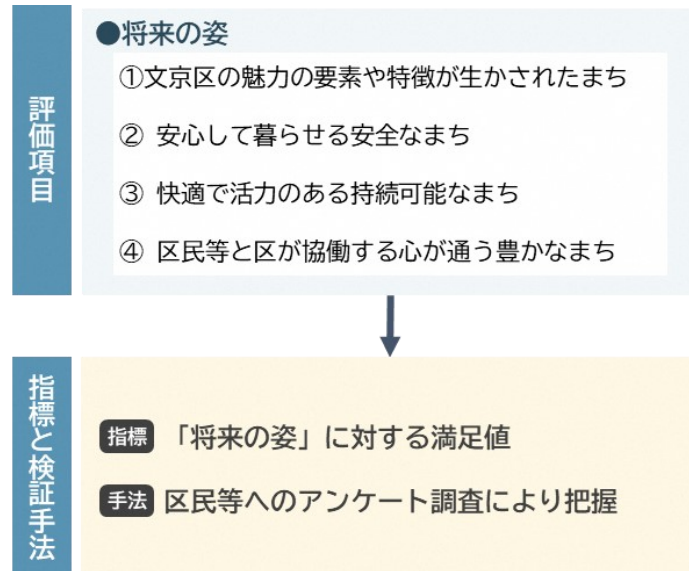 評価項目
●将来の姿
①文京区の魅力の要素や特徴が生かされたまち
② 安心して暮らせる安全なまち
③ 快適で活力のある持続可能なまち
④ 区民等と区が協働する心が通う豊かなまち
指標と検証手法
指標 「将来の姿」に対する満足値
手法 区民等へのアンケート調査により把握